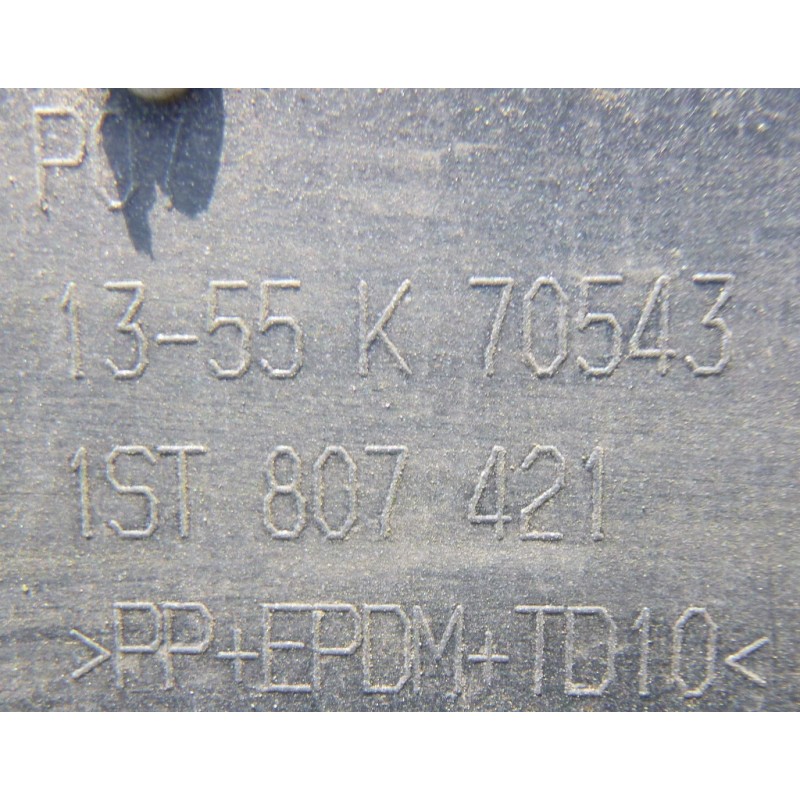 13-55 K 70543
1ST 807 421
>PP+EPDM+TD10<